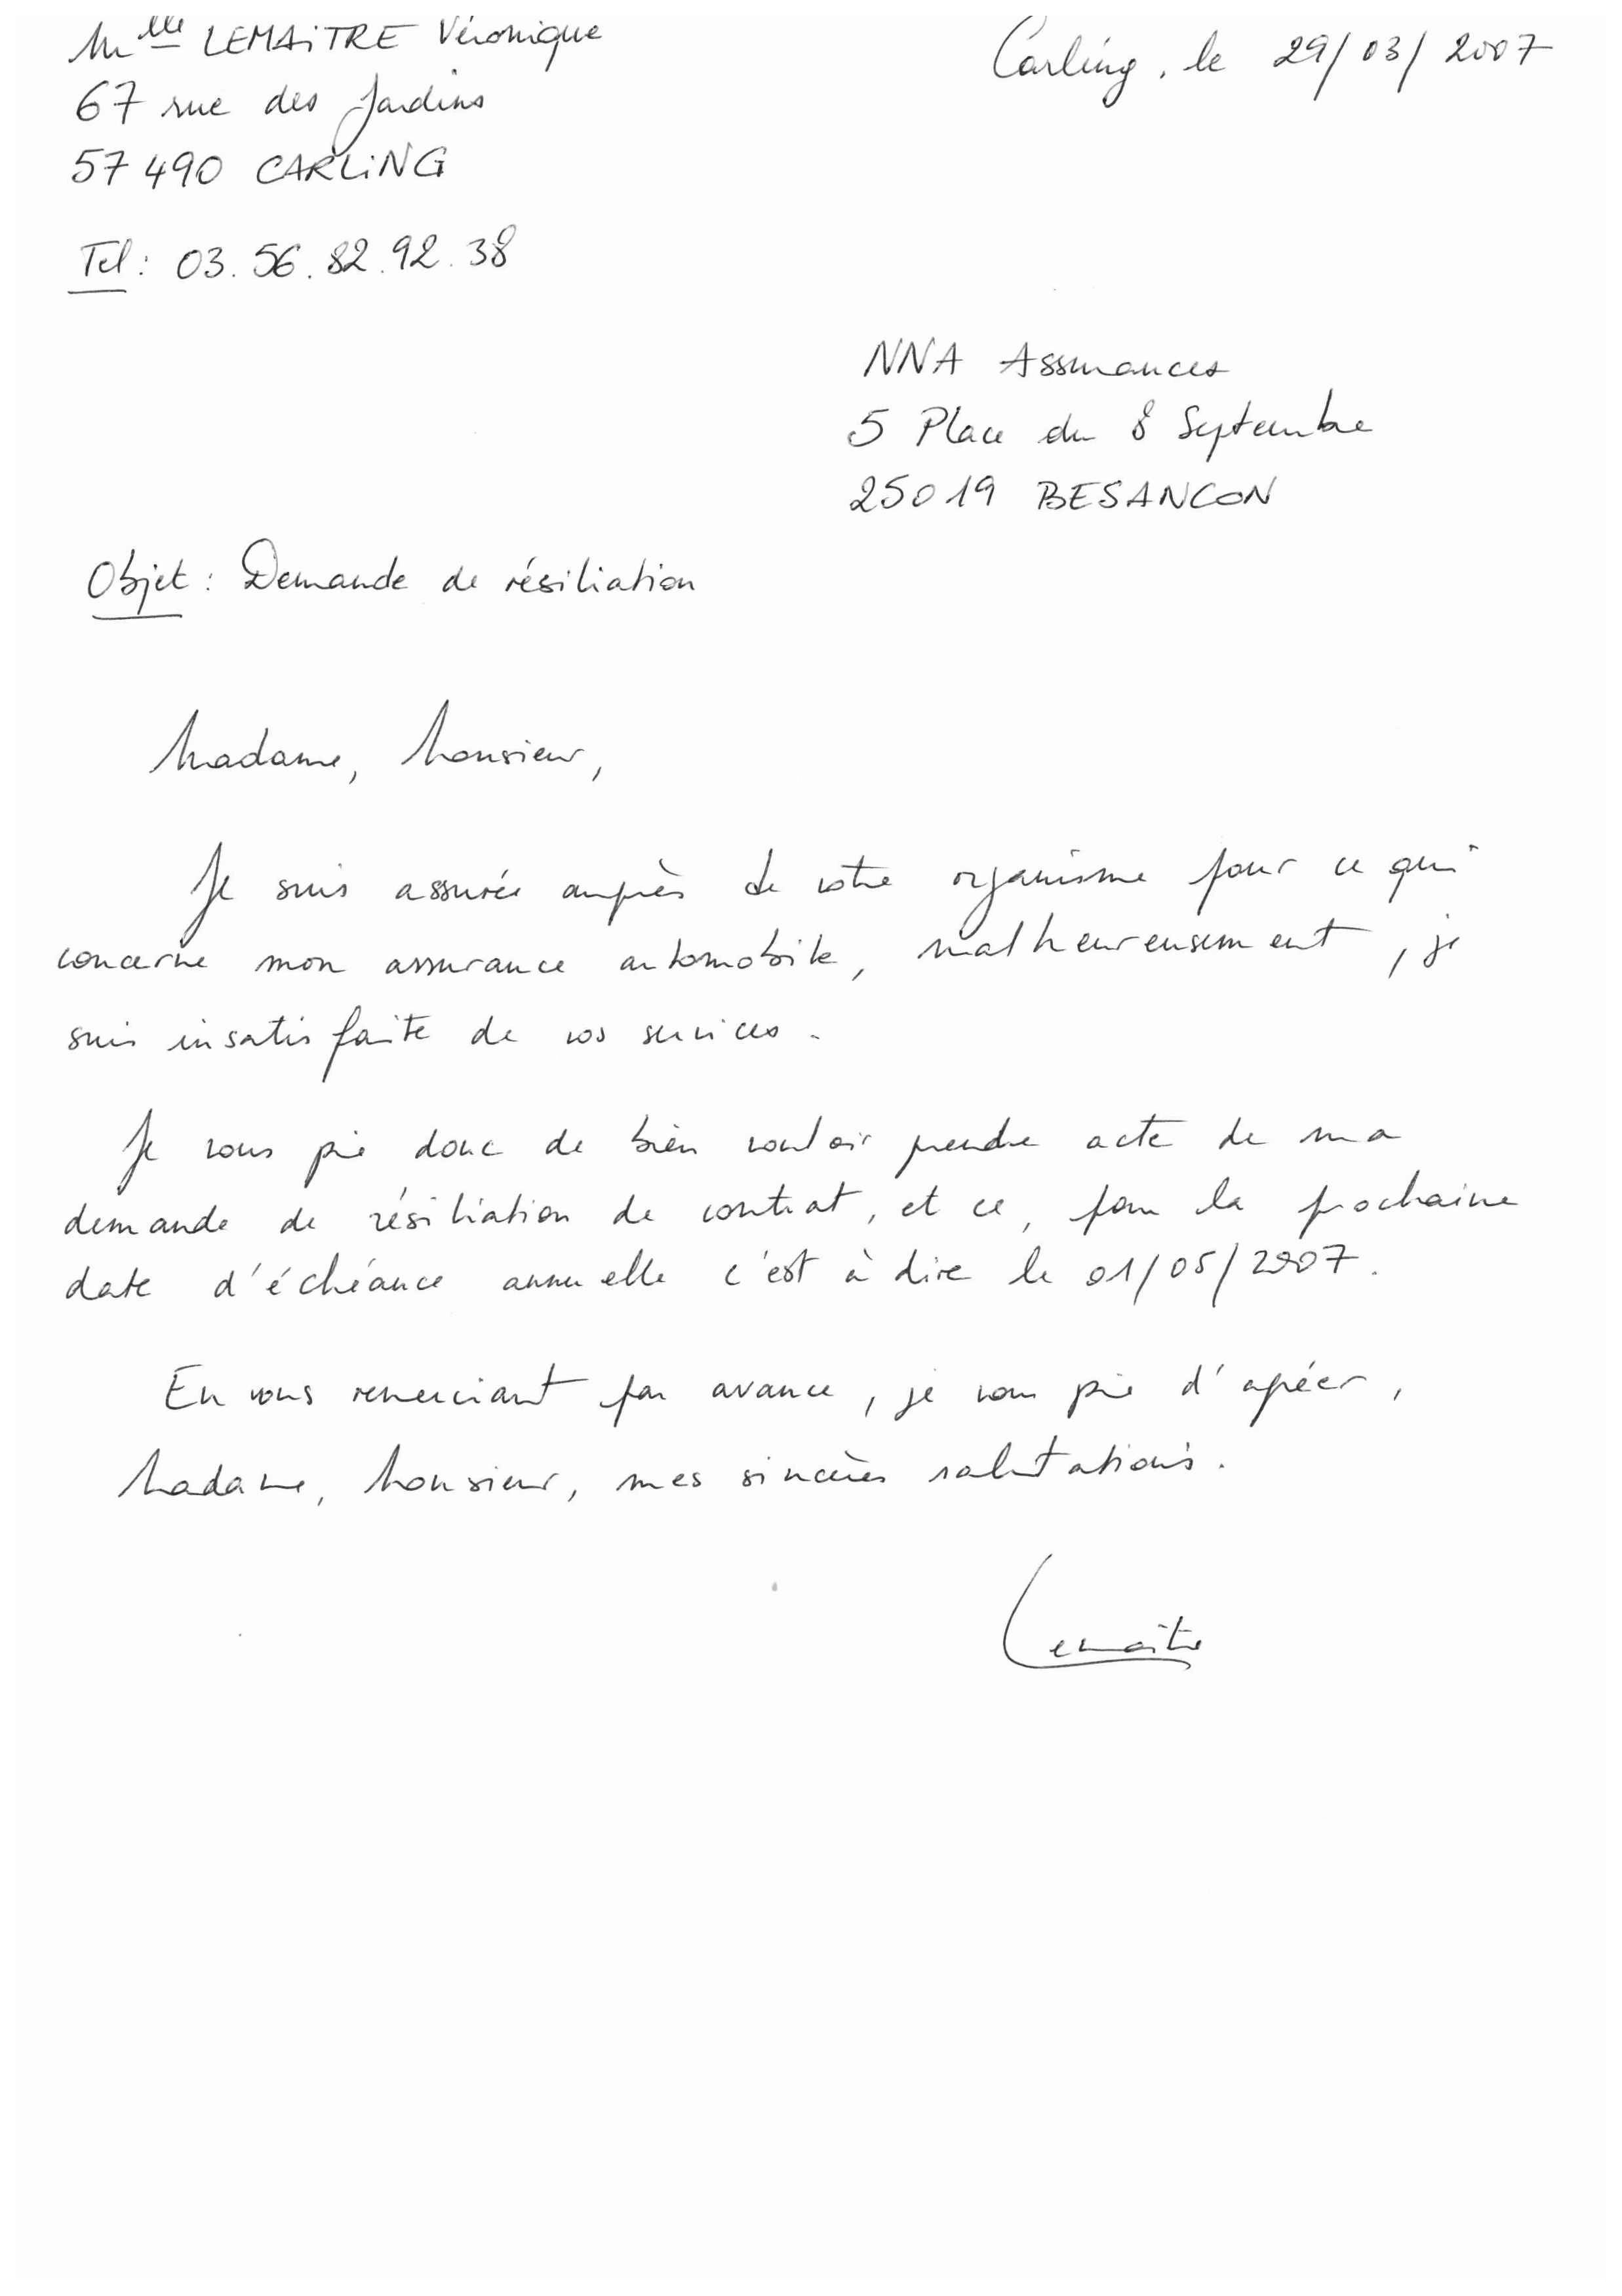 Mlle LEMAiTRE Véronique
Carling, le 29/03/2007
67 rue des Jardins
57490 CARLiNG
Tel : 03.56.82.92.38
NNA Assurances
5 Place du 8 Septembre
25019 BESANCON
Objet : Demande de résiliation
Madame, Monsieur,
Je suis assurée auprès de votre organisme pour ce qui
concerne mon assurance automobile, malheureusement, je
suis insatisfaite de vos services.
Je vous prie donc de bien vouloir prendre acte de ma
demande de résiliation de contrat, et ce, pour la prochaine
date d'échéance annuelle c'est à dire le 01/05/2007.
En vous remerciant par avance, je vous prie d'agréer,
Madame, Monsieur, mes sincères salutations.
Lemaître